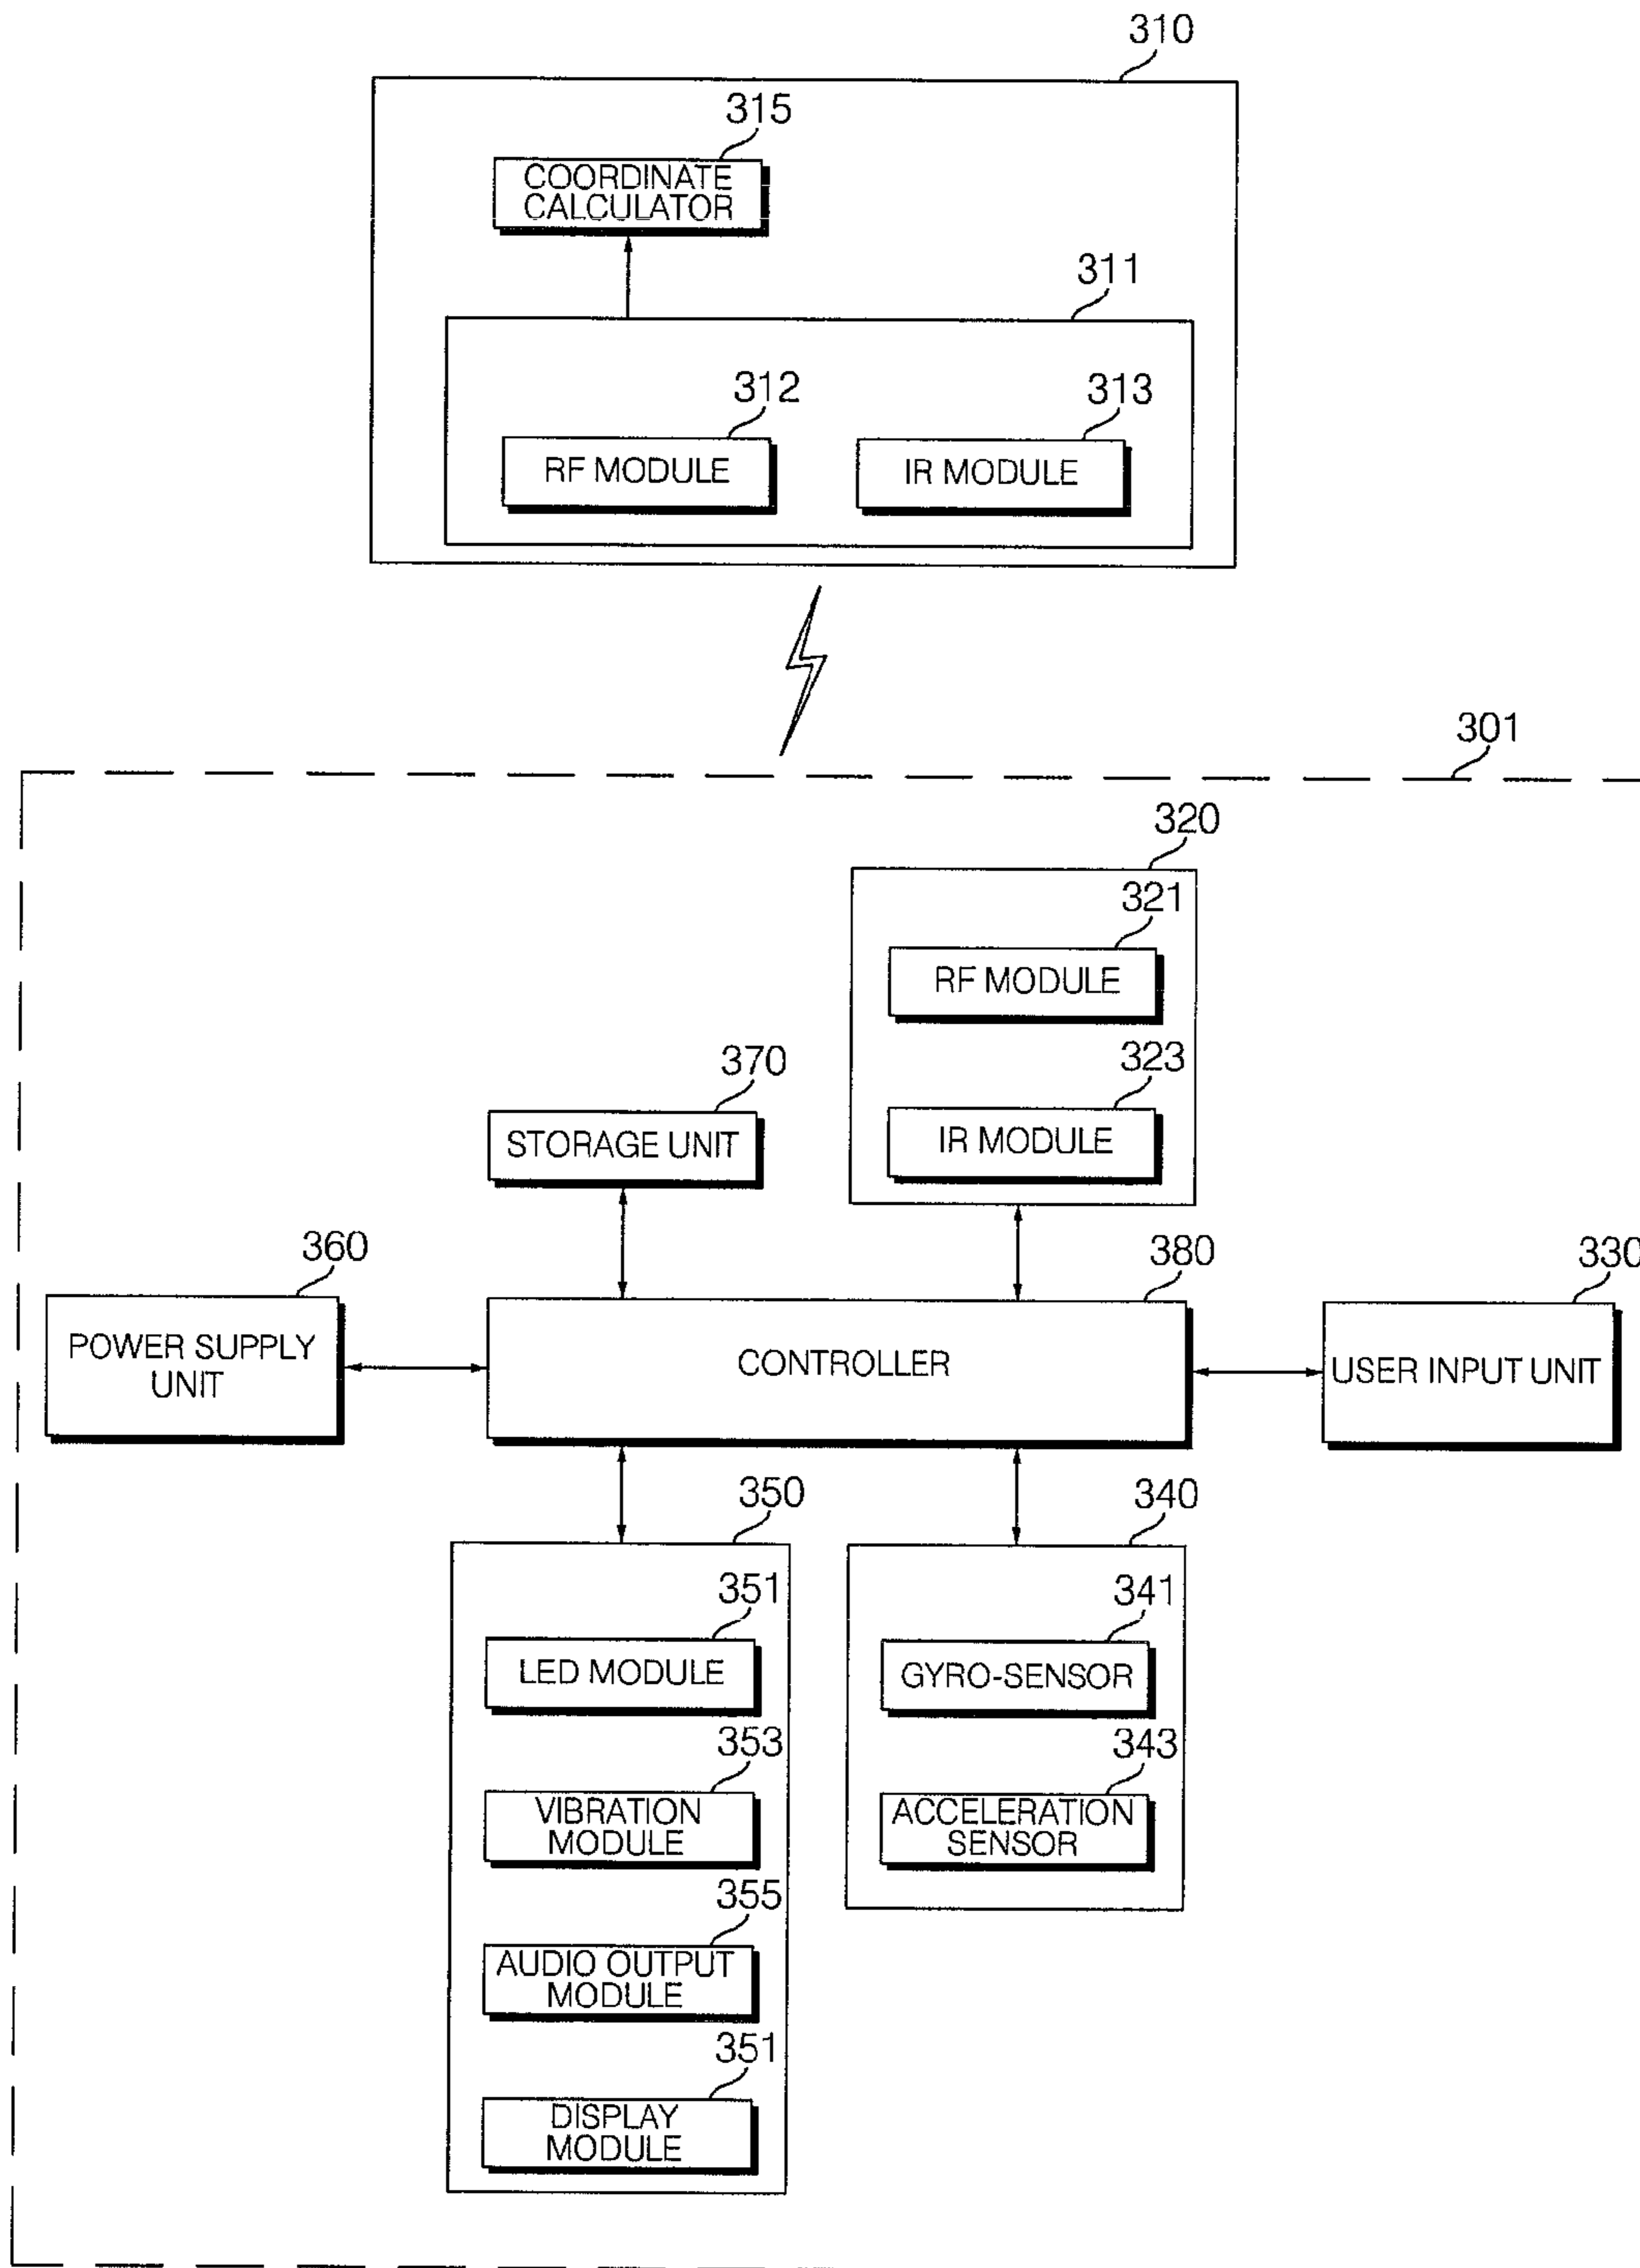 310
315
COORDINATE
CALCULATOR
311
312
313
RF MODULE
IR MODULE
301
320
321
RF MODULE
323
IR MODULE
370
STORAGE UNIT
360
380
330
POWER SUPPLY
UNIT
CONTROLLER
USER INPUT UNIT
350
340
351
LED MODULE
341
GYRO-SENSOR
353
VIBRATION
MODULE
343
ACCELERATION
SENSOR
355
AUDIO OUTPUT
MODULE
351
DISPLAY
MODULE